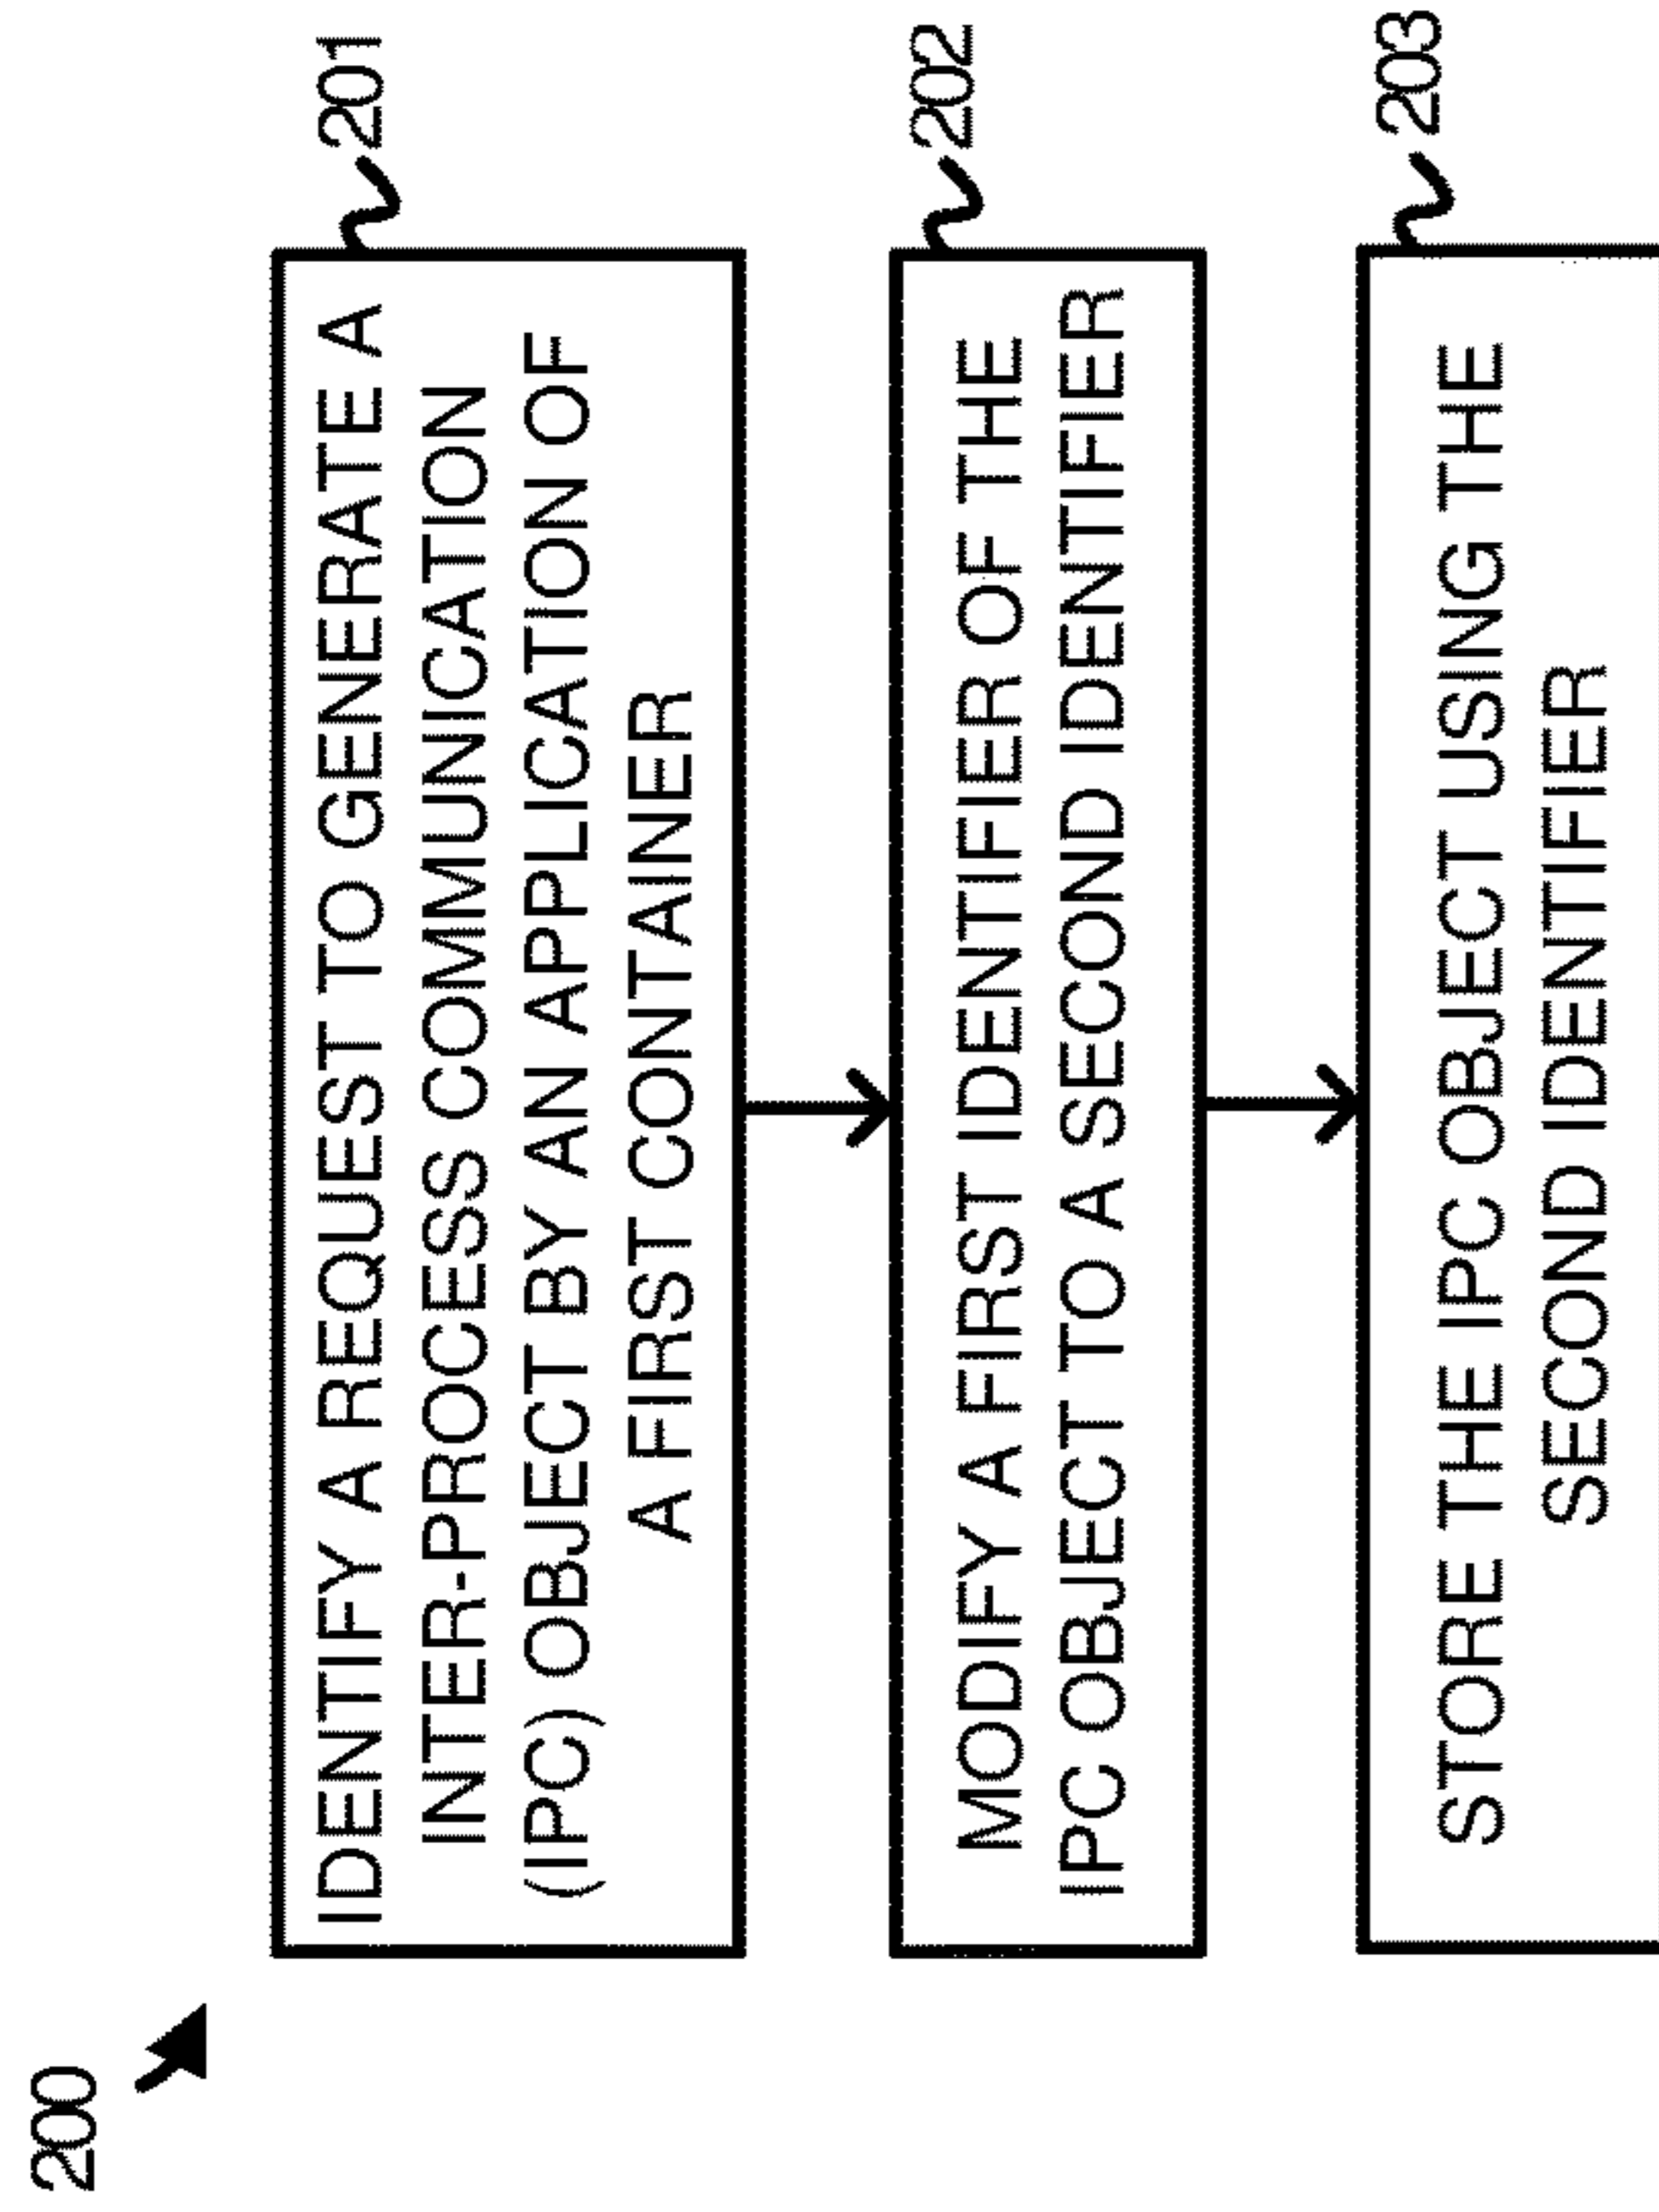 200
201
IDENTIFY A REQUEST TO GENERATE A
INTER-PROCESS COMMUNICATION
(IPC) OBJECT BY AN APPLICATION OF
A FIRST CONTAINER
202
MODIFY A FIRST IDENTIFIER OF THE
IPC OBJECT TO A SECOND IDENTIFIER
203
STORE THE IPC OBJECT USING THE
SECOND IDENTIFIER